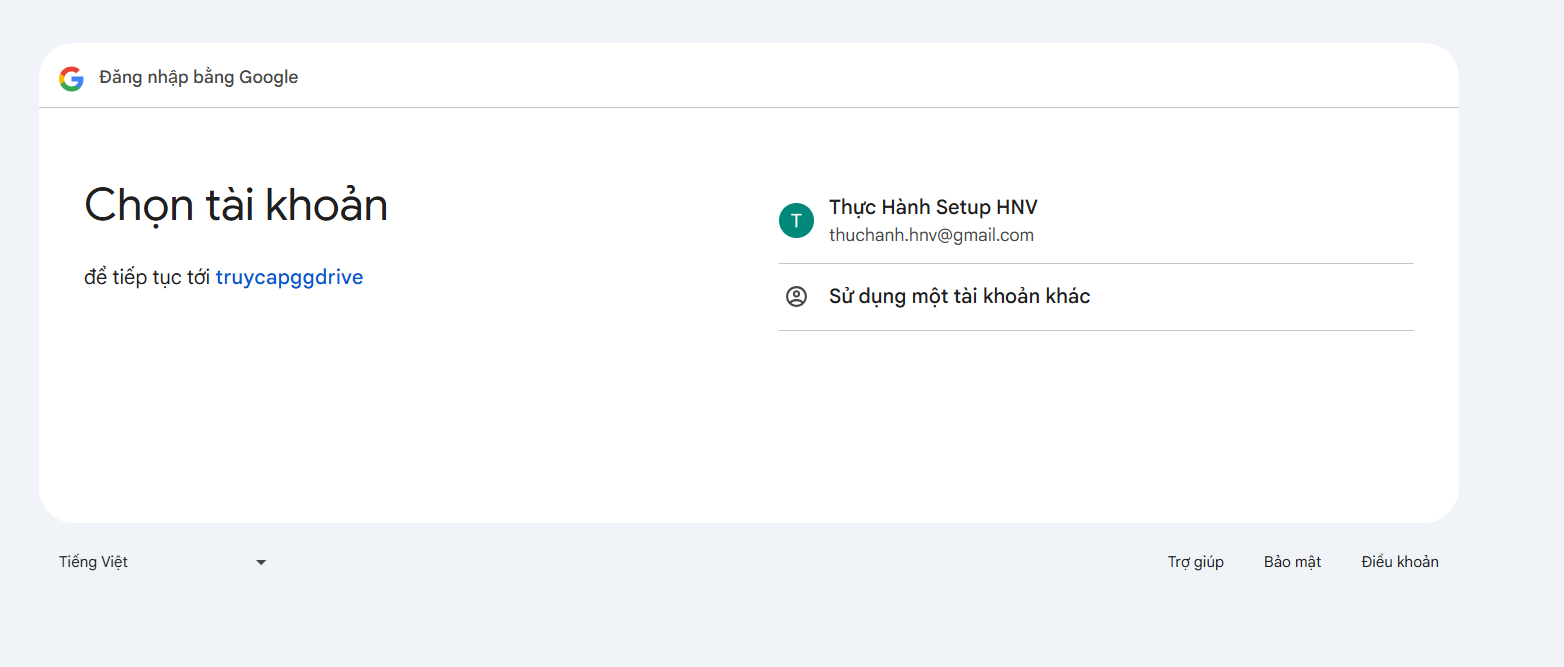 Đăng nhập bằng Google
Chọn tài khoản
để tiếp tục tới truycapggdrive
T
Thực Hành Setup HNV
thuchanh.hnv@gmail.com
Sử dụng một tài khoản khác
Tiếng Việt
Trợ giúp
Bảo mật
Điều khoản